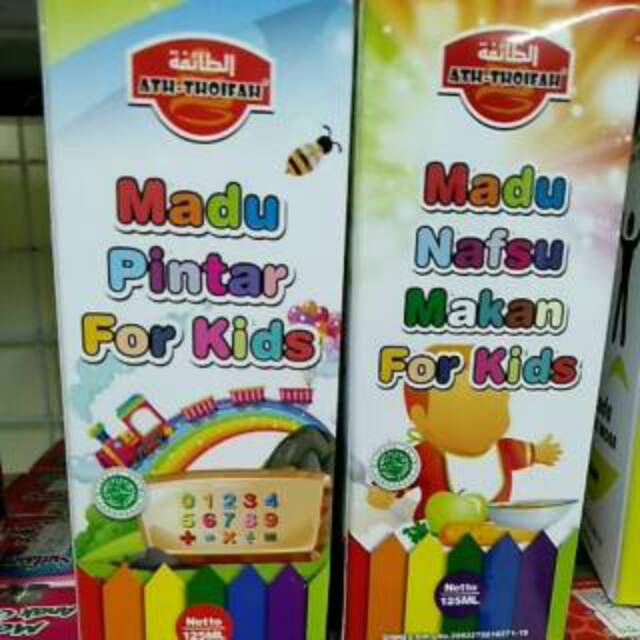 الطائفة
ATH-THOIFAH
Madu
Pintar
For Kids
0 1 2 3 4
5 6 7 8 9
+ = × ÷ =
Netto
125ML
الطائفة
ATH-THOIFAH
Madu
Nafsu
Makan
For Kids
Netto
125ML